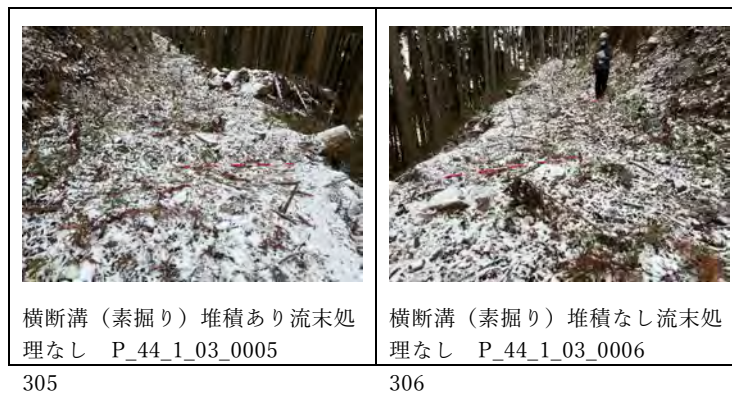 横断溝（素掘り）堆積あり流末処
理なし　P_44_1_03_0005
305
横断溝（素掘り）堆積なし流末処
理なし　P_44_1_03_0006
306